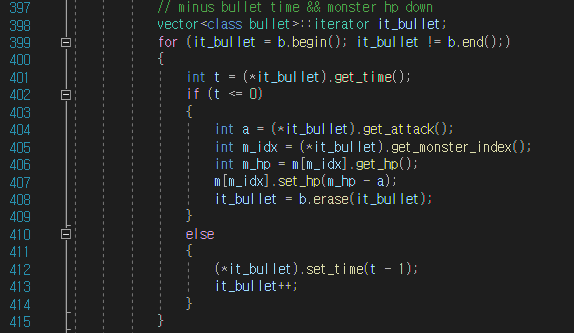 397 // minus bullet time && monster hp down
398 vector<class bullet>::iterator it_bullet;
399 for (it_bullet = b.begin(); it_bullet != b.end();)
400 {
401 int t = (*it_bullet).get_time();
402 if (t <= 0)
403 {
404 int a = (*it_bullet).get_attack();
405 int m_idx = (*it_bullet).get_monster_index();
406 int m_hp = m[m_idx].get_hp();
407 m[m_idx].set_hp(m_hp - a);
408 it_bullet = b.erase(it_bullet);
409 }
410 else
411 {
412 (*it_bullet).set_time(t - 1);
413 it_bullet++;
414 }
415 }